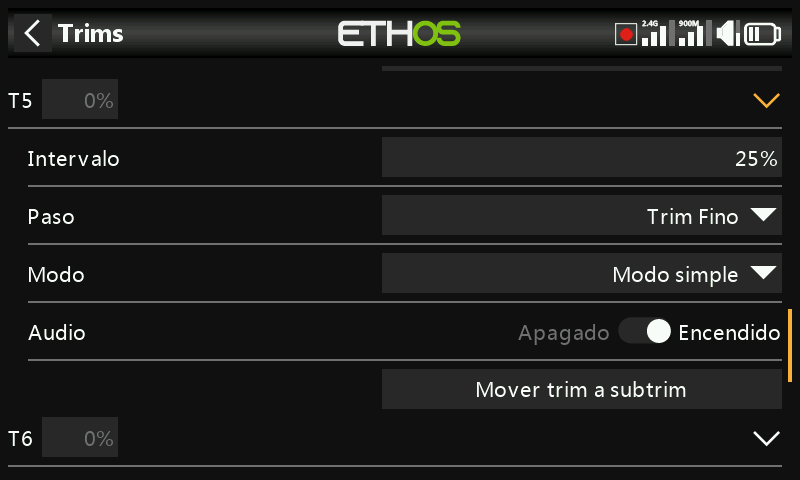 Trims
ETHOS
2.4G
900M
T5 0%
Intervalo 25%
Paso Trim Fino
Modo Modo simple
Audio Apagado Encendido
Mover trim a subtrim
T6 0%